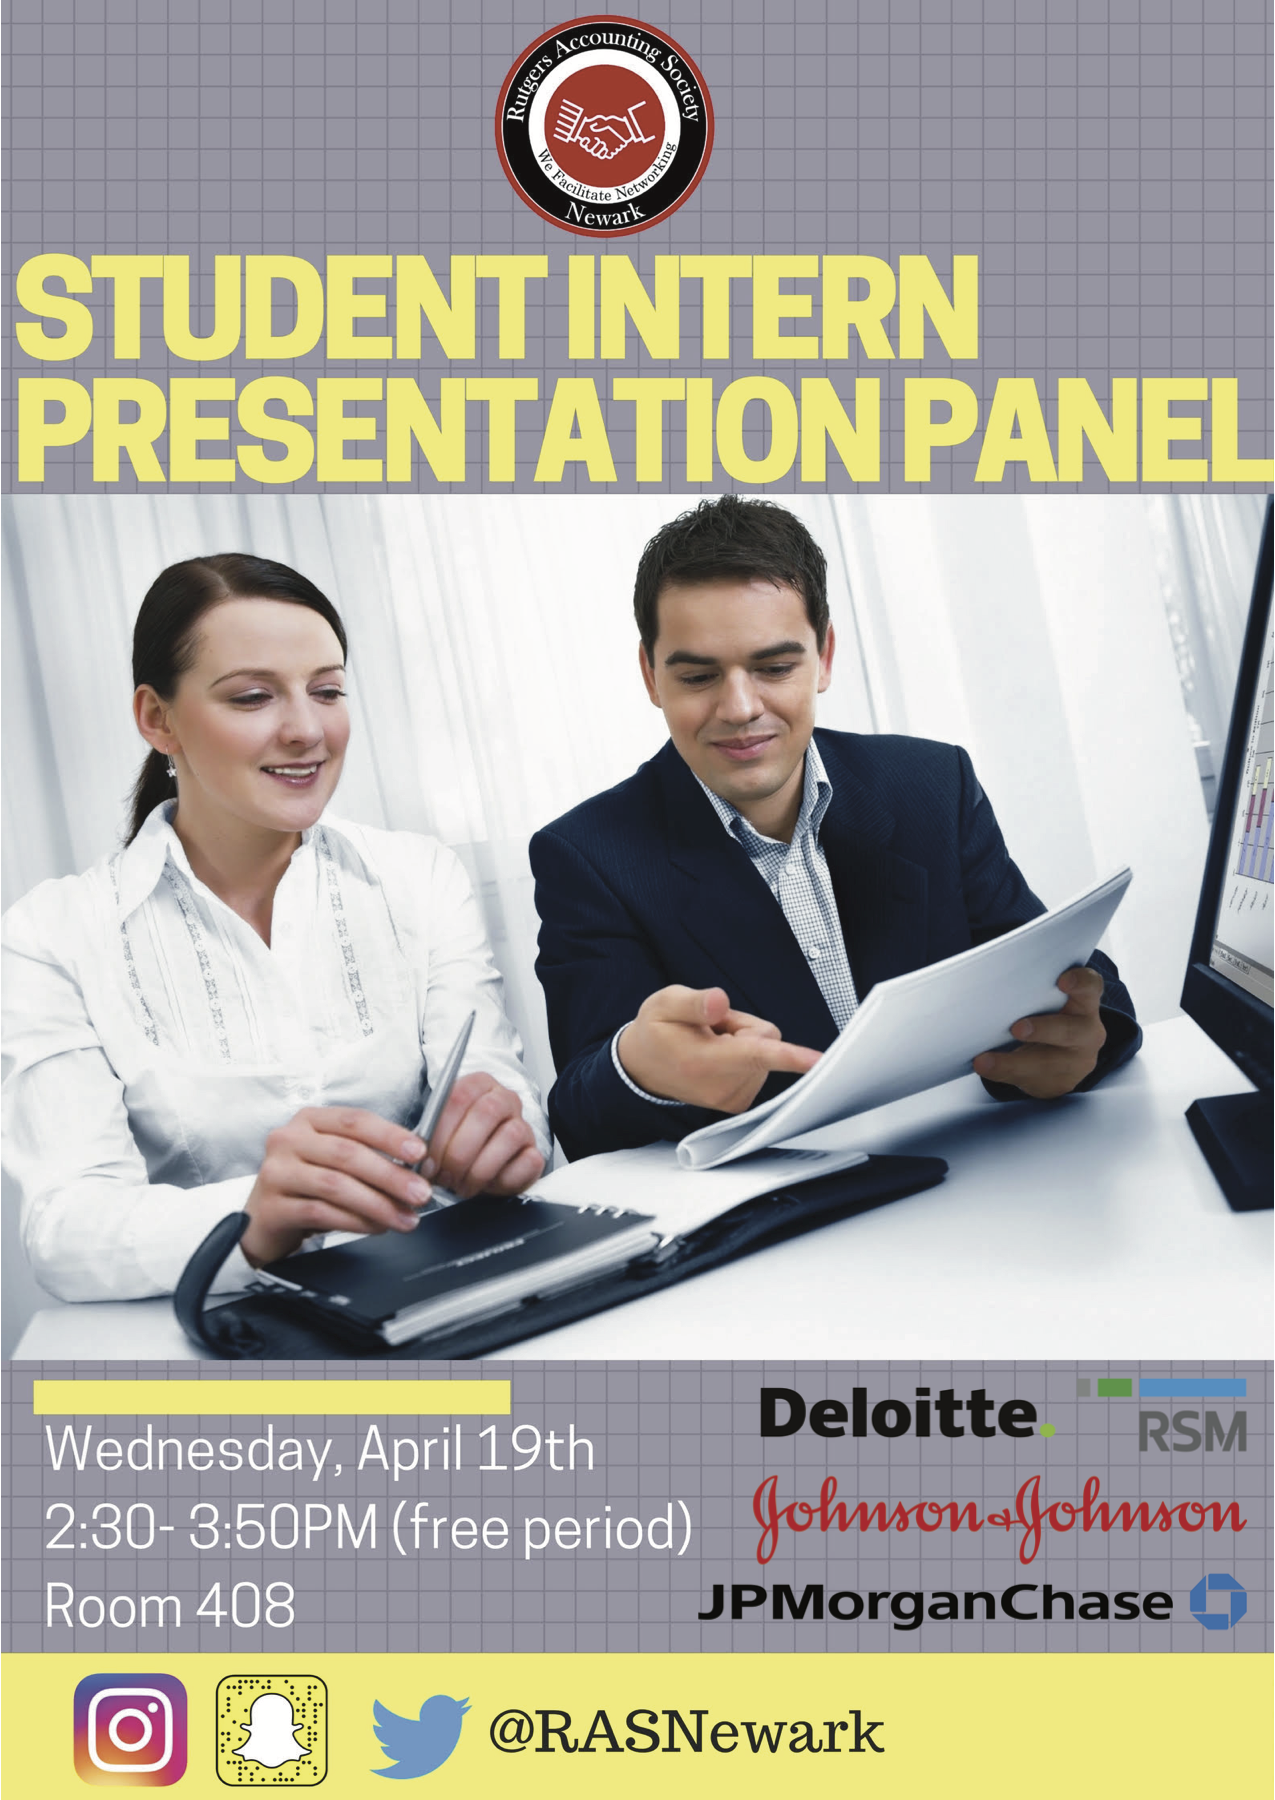 Rutgers Accounting Society
We Facilitate Networking
Newark
STUDENT INTERN
PRESENTATION PANEL
PROJECT
Deloitte.
RSM
Wednesday, April 19th
Johnson & Johnson
2:30- 3:50PM (free period)
JPMorganChase
Room 408
@RASNewark